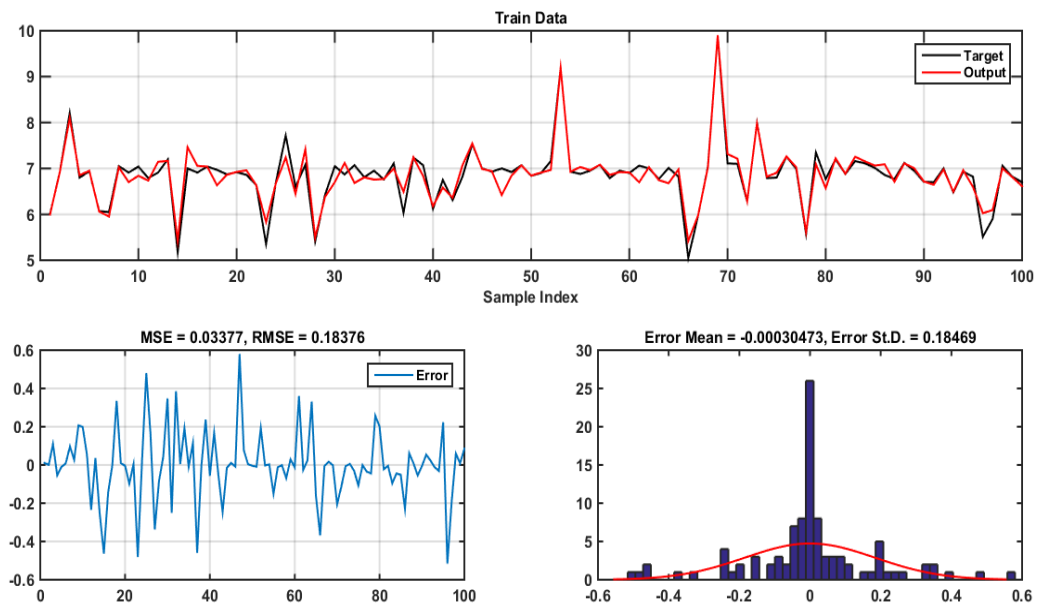 Train Data
10
9
8
7
6
5
Target
Output
0 10 20 30 40 50 60 70 80 90 100
Sample Index
MSE = 0.03377, RMSE = 0.18376
0.6
0.4
0.2
0
-0.2
-0.4
-0.6
Error
0 20 40 60 80 100
Error Mean = -0.00030473, Error St.D. = 0.18469
30
25
20
15
10
5
0
-0.6 -0.4 -0.2 0 0.2 0.4 0.6